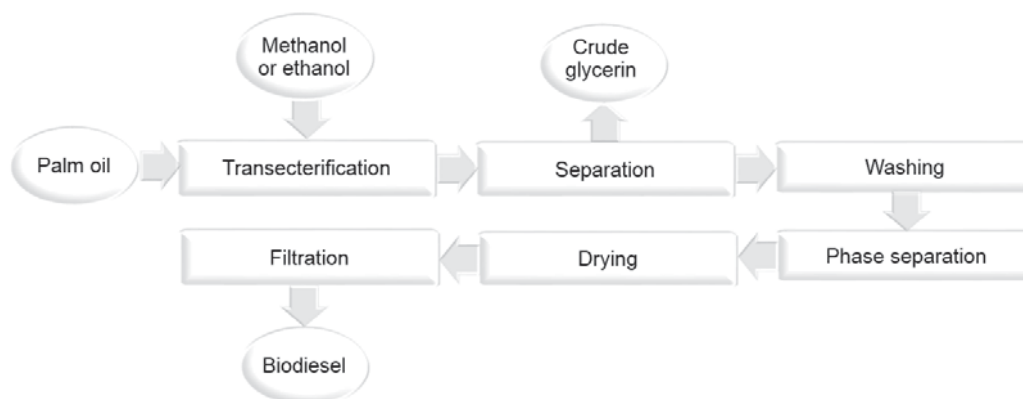 Methanol
or ethanol
Crude
glycerin
Palm oil
Transecterification
Separation
Washing
Filtration
Drying
Phase separation
Biodiesel